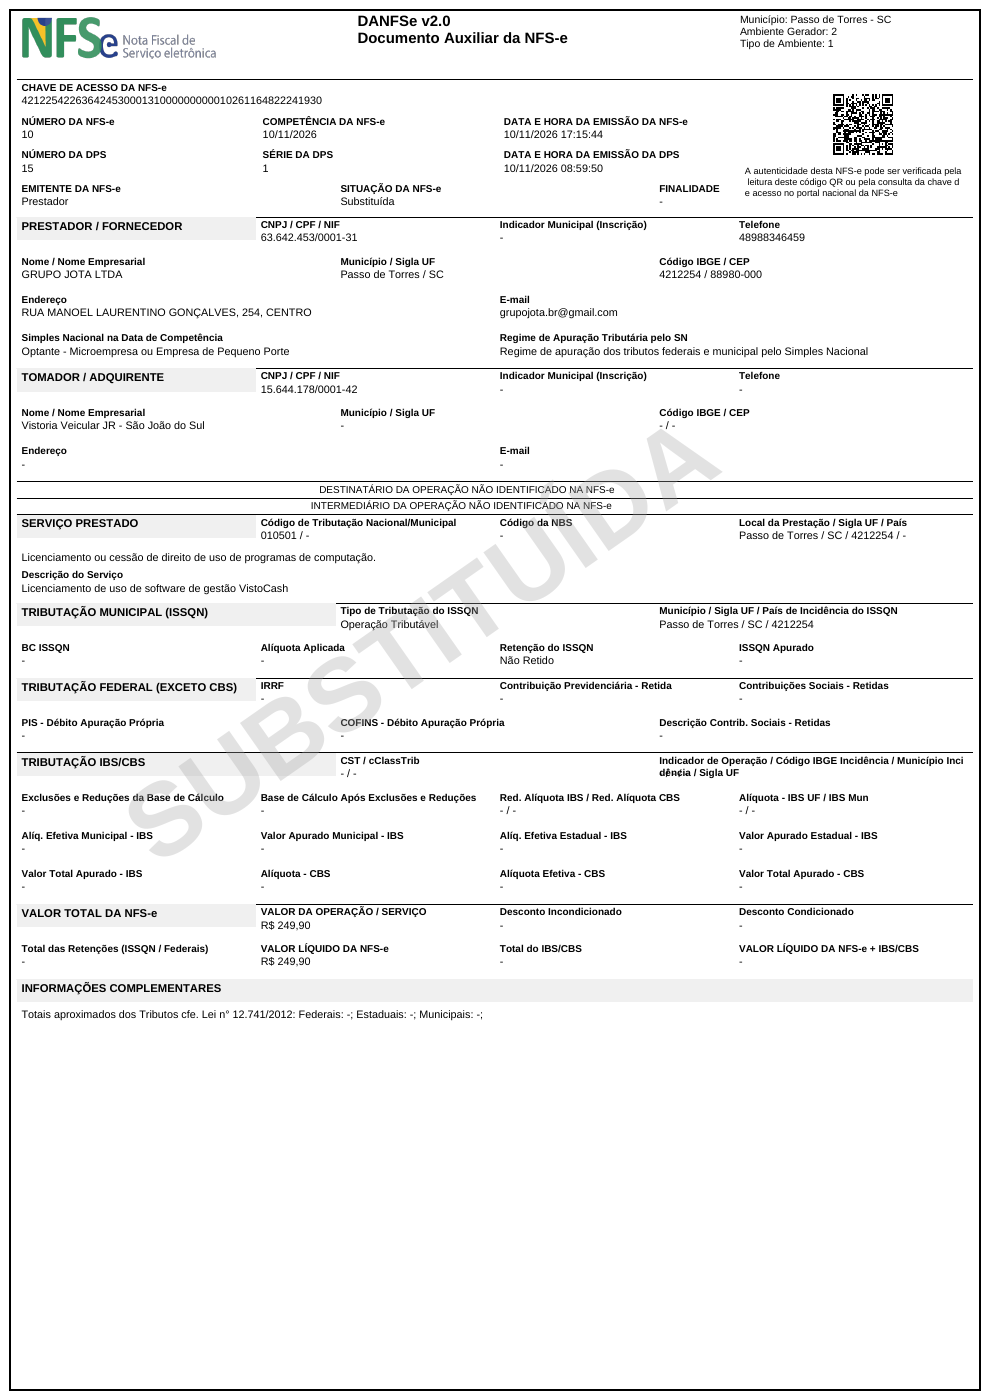 NFSe Nota Fiscal de
Serviço eletrônica
DANFSe v2.0
Documento Auxiliar da NFS-e
Município: Passo de Torres - SC
Ambiente Gerador: 2
Tipo de Ambiente: 1
CHAVE DE ACESSO DA NFS-e
42122542263642453000131000000000010261164822241930
NÚMERO DA NFS-e COMPETÊNCIA DA NFS-e DATA E HORA DA EMISSÃO DA NFS-e
10 10/11/2026 10/11/2026 17:15:44
NÚMERO DA DPS SÉRIE DA DPS DATA E HORA DA EMISSÃO DA DPS
15 1 10/11/2026 08:59:50
A autenticidade desta NFS-e pode ser verificada pela
leitura deste código QR ou pela consulta da chave d
e acesso no portal nacional da NFS-e
EMITENTE DA NFS-e SITUAÇÃO DA NFS-e FINALIDADE
Prestador Substituída -
PRESTADOR / FORNECEDOR CNPJ / CPF / NIF Indicador Municipal (Inscrição) Telefone
63.642.453/0001-31 - 48988346459
Nome / Nome Empresarial Município / Sigla UF Código IBGE / CEP
GRUPO JOTA LTDA Passo de Torres / SC 4212254 / 88980-000
Endereço E-mail
RUA MANOEL LAURENTINO GONÇALVES, 254, CENTRO grupojota.br@gmail.com
Simples Nacional na Data de Competência Regime de Apuração Tributária pelo SN
Optante - Microempresa ou Empresa de Pequeno Porte Regime de apuração dos tributos federais e municipal pelo Simples Nacional
TOMADOR / ADQUIRENTE CNPJ / CPF / NIF Indicador Municipal (Inscrição) Telefone
15.644.178/0001-42 - -
Nome / Nome Empresarial Município / Sigla UF Código IBGE / CEP
Vistoria Veicular JR - São João do Sul - - / -
Endereço E-mail
- -
DESTINATÁRIO DA OPERAÇÃO NÃO IDENTIFICADO NA NFS-e
INTERMEDIÁRIO DA OPERAÇÃO NÃO IDENTIFICADO NA NFS-e
SERVIÇO PRESTADO Código de Tributação Nacional/Municipal Código da NBS Local da Prestação / Sigla UF / País
010501 / - - Passo de Torres / SC / 4212254 / -
Licenciamento ou cessão de direito de uso de programas de computação.
Descrição do Serviço
Licenciamento de uso de software de gestão VistoCash
TRIBUTAÇÃO MUNICIPAL (ISSQN) Tipo de Tributação do ISSQN Município / Sigla UF / País de Incidência do ISSQN
Operação Tributável Passo de Torres / SC / 4212254
BC ISSQN Alíquota Aplicada Retenção do ISSQN ISSQN Apurado
- - Não Retido -
TRIBUTAÇÃO FEDERAL (EXCETO CBS) IRRF Contribuição Previdenciária - Retida Contribuições Sociais - Retidas
- - -
PIS - Débito Apuração Própria COFINS - Débito Apuração Própria Descrição Contrib. Sociais - Retidas
- - -
TRIBUTAÇÃO IBS/CBS CST / cClassTrib Indicador de Operação / Código IBGE Incidência / Município Inci
- / - dência / Sigla UF
Exclusões e Reduções da Base de Cálculo Base de Cálculo Após Exclusões e Reduções Red. Alíquota IBS / Red. Alíquota CBS Alíquota - IBS UF / IBS Mun
- - - / - - / -
Alíq. Efetiva Municipal - IBS Valor Apurado Municipal - IBS Alíq. Efetiva Estadual - IBS Valor Apurado Estadual - IBS
- - - -
Valor Total Apurado - IBS Alíquota - CBS Alíquota Efetiva - CBS Valor Total Apurado - CBS
- - - -
VALOR TOTAL DA NFS-e VALOR DA OPERAÇÃO / SERVIÇO Desconto Incondicionado Desconto Condicionado
R$ 249,90 - -
Total das Retenções (ISSQN / Federais) VALOR LÍQUIDO DA NFS-e Total do IBS/CBS VALOR LÍQUIDO DA NFS-e + IBS/CBS
- R$ 249,90 - -
INFORMAÇÕES COMPLEMENTARES
Totais aproximados dos Tributos cfe. Lei n° 12.741/2012: Federais: -; Estaduais: -; Municipais: -;
SUBSTITUÍDA